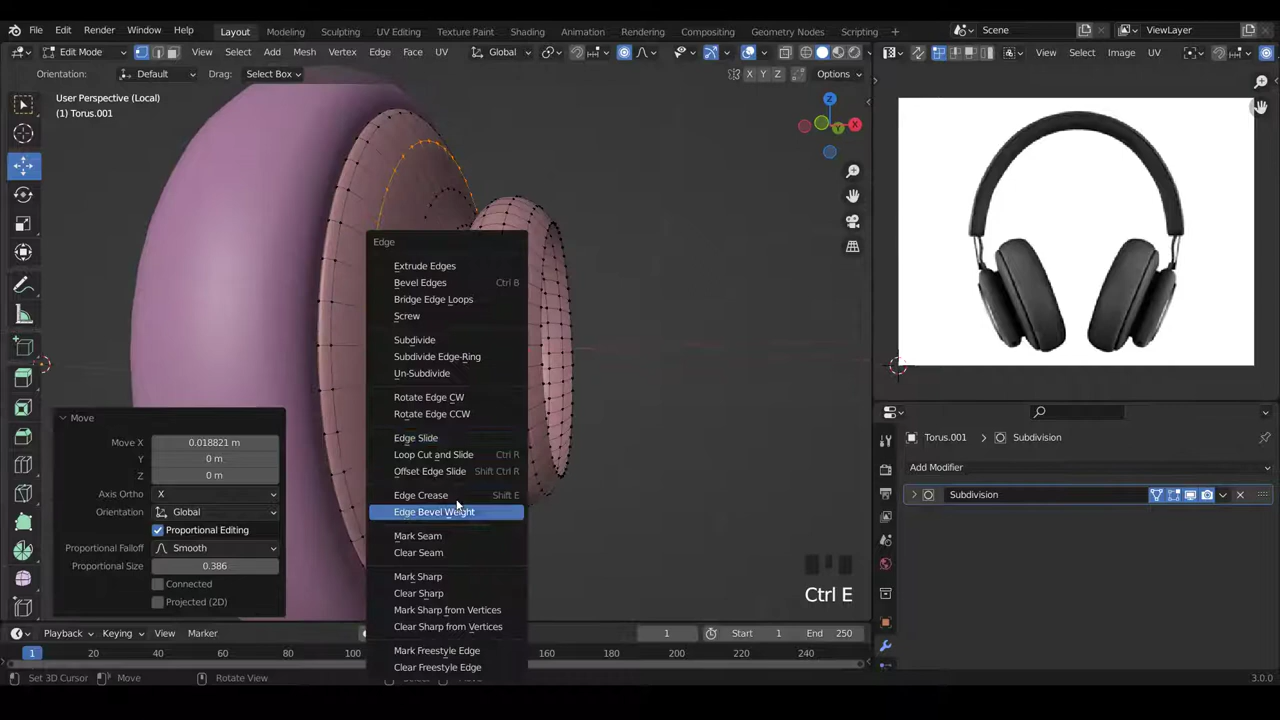 File Edit Render Window Help Layout Modeling Sculpting UV Editing Texture Paint Shading Animation Rendering Compositing Geometry Nodes Scripting Scene ViewLayer
Edit Mode View Select Add Mesh Vertex Edge Face UV Global View Select Image UV
Orientation: Default Drag: Select Box X Y Z Options
User Perspective (Local)
(1) Torus.001
Z
Y
X
Edge
Extrude Edges
Bevel Edges Ctrl B
Bridge Edge Loops
Screw
Subdivide
Subdivide Edge-Ring
Un-Subdivide
Rotate Edge CW
Rotate Edge CCW
Edge Slide
Loop Cut and Slide Ctrl R
Offset Edge Slide Shift Ctrl R
Edge Crease Shift E
Edge Bevel Weight
Mark Seam
Clear Seam
Mark Sharp
Clear Sharp
Mark Sharp from Vertices
Clear Sharp from Vertices
Mark Freestyle Edge
Clear Freestyle Edge
Move
Move X 0.018821 m
Y 0 m
Z 0 m
Axis Ortho X
Orientation Global
Proportional Editing
Proportional Falloff Smooth
Proportional Size 0.386
Connected
Projected (2D)
Ctrl E
Torus.001 Subdivision
Add Modifier
Subdivision
Playback Keying View Marker 1 Start 1 End 250
1 20 40 60 80 100 160 180 200 220 240
Set 3D Cursor Move Rotate View